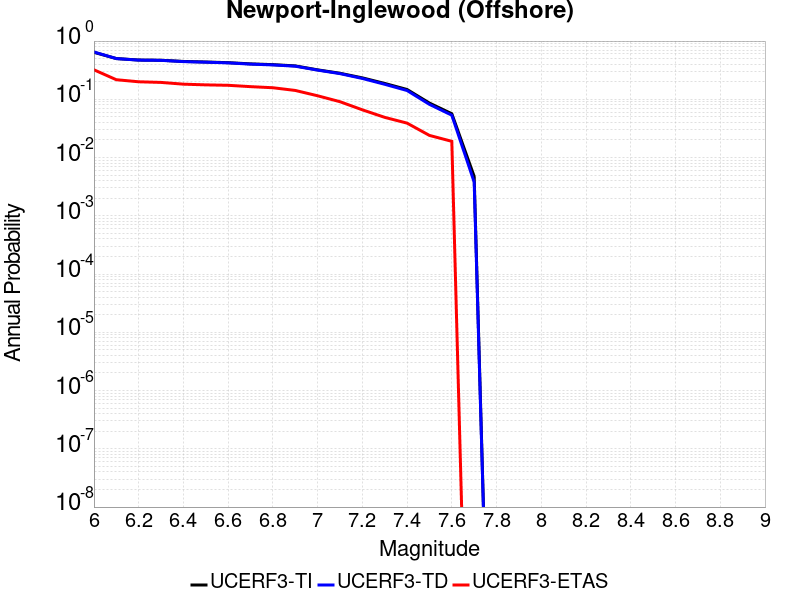 Newport-Inglewood (Offshore)
10^0
10^-1
10^-2
10^-3
10^-4
10^-5
10^-6
10^-7
10^-8
Annual Probability
6 6.2 6.4 6.6 6.8 7 7.2 7.4 7.6 7.8 8 8.2 8.4 8.6 8.8 9
Magnitude
UCERF3-TI UCERF3-TD UCERF3-ETAS